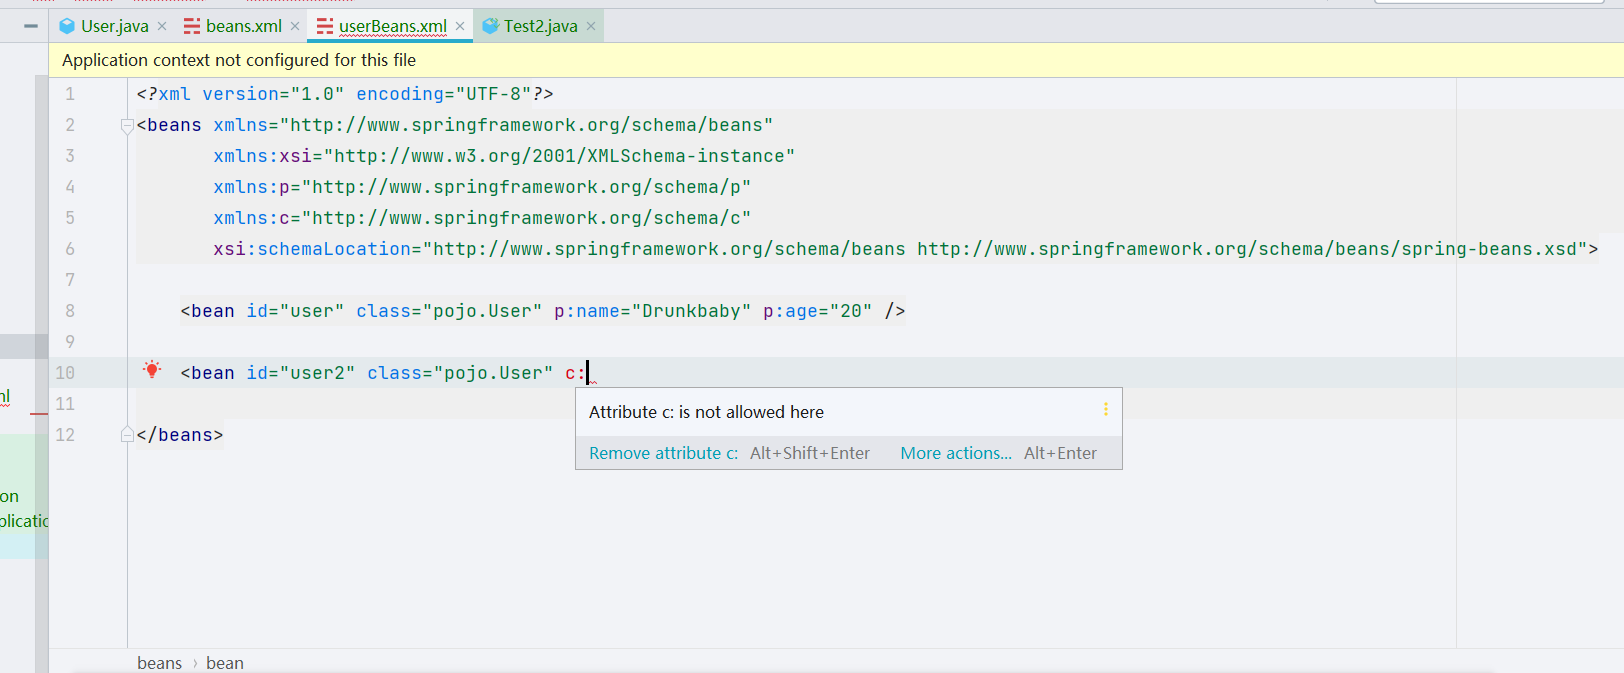 User.java beans.xml userBeans.xml Test2.java
Application context not configured for this file
1 <?xml version="1.0" encoding="UTF-8"?>
2 <beans xmlns="http://www.springframework.org/schema/beans"
3 xmlns:xsi="http://www.w3.org/2001/XMLSchema-instance"
4 xmlns:p="http://www.springframework.org/schema/p"
5 xmlns:c="http://www.springframework.org/schema/c"
6 xsi:schemaLocation="http://www.springframework.org/schema/beans http://www.springframework.org/schema/beans/spring-beans.xsd">
7
8 <bean id="user" class="pojo.User" p:name="Drunkbaby" p:age="20" />
9
10 <bean id="user2" class="pojo.User" c:
11
Attribute c: is not allowed here
12 </beans>
Remove attribute c: Alt+Shift+Enter More actions... Alt+Enter
on
plicatio
beans › bean